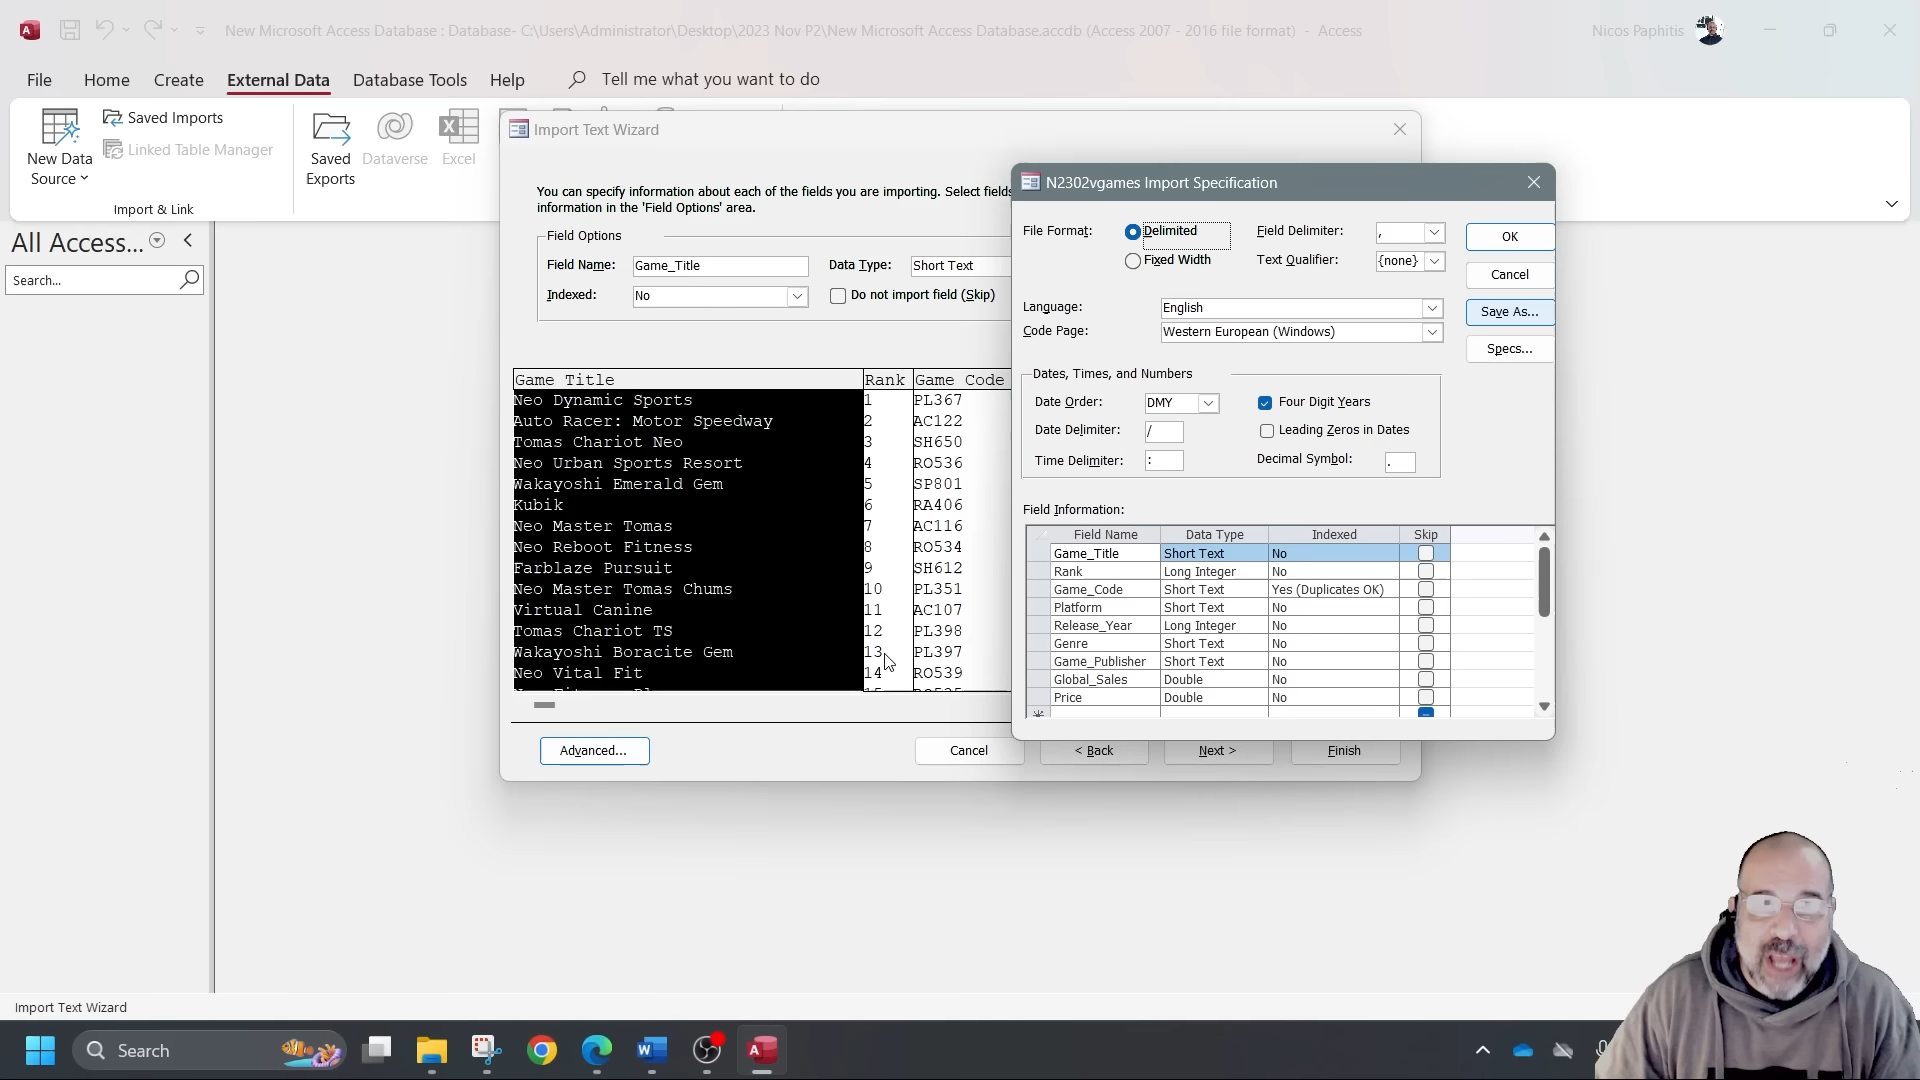 New Microsoft Access Database : Database- C:\Users\Administrator\Desktop\2023 Nov P2\New Microsoft Access Database.accdb (Access 2007 - 2016 file format) - Access
Nicos Paphitis
File Home Create External Data Database Tools Help Tell me what you want to do
New Data Source
Saved Imports
Linked Table Manager
Import & Link
Saved Exports
Dataverse
Excel
All Access...
Search...
Import Text Wizard
You can specify information about each of the fields you are importing. Select fields
information in the 'Field Options' area.
Field Options
Field Name: Game_Title Data Type: Short Text
Indexed: No Do not import field (Skip)
Game Title Rank Game Code
Neo Dynamic Sports 1 PL367
Auto Racer: Motor Speedway 2 AC122
Tomas Chariot Neo 3 SH650
Neo Urban Sports Resort 4 RO536
Wakayoshi Emerald Gem 5 SP801
Kubik 6 RA406
Neo Master Tomas 7 AC116
Neo Reboot Fitness 8 RO534
Farblaze Pursuit 9 SH612
Neo Master Tomas Chums 10 PL351
Virtual Canine 11 AC107
Tomas Chariot TS 12 PL398
Wakayoshi Boracite Gem 13 PL397
Neo Vital Fit 14 RO539
Advanced... Cancel < Back Next > Finish
N2302vgames Import Specification
File Format: Delimited Field Delimiter: , OK
Fixed Width Text Qualifier: {none}
Cancel
Language: English Save As...
Code Page: Western European (Windows)
Specs...
Dates, Times, and Numbers
Date Order: DMY Four Digit Years
Date Delimiter: / Leading Zeros in Dates
Time Delimiter: : Decimal Symbol: .
Field Information:
Field Name Data Type Indexed Skip
Game_Title Short Text No
Rank Long Integer No
Game_Code Short Text Yes (Duplicates OK)
Platform Short Text No
Release_Year Long Integer No
Genre Short Text No
Game_Publisher Short Text No
Global_Sales Double No
Price Double No
Import Text Wizard
Search